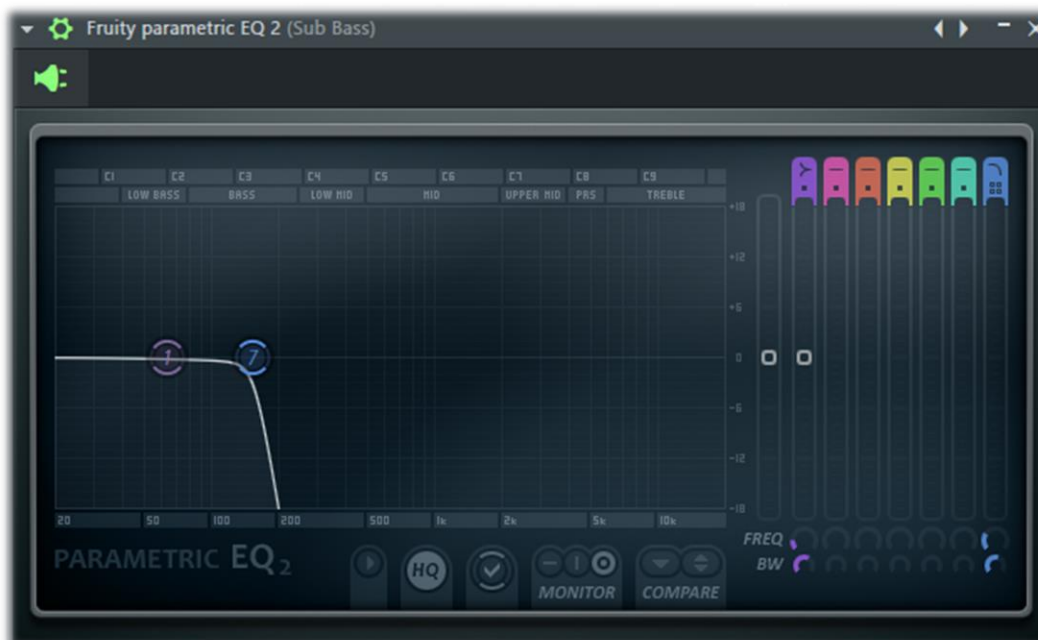 Fruity parametric EQ 2 (Sub Bass)
C1 C2 C3 C4 C5 C6 C7 C8 C9
LOW BASS BASS LOW MID MID UPPER MID PRS TREBLE
+18
+12
+6
0
-6
-12
-18
1 7
20 50 100 200 500 1k 2k 5k 10k
FREQ
BW
PARAMETRIC EQ 2
HQ
MONITOR COMPARE